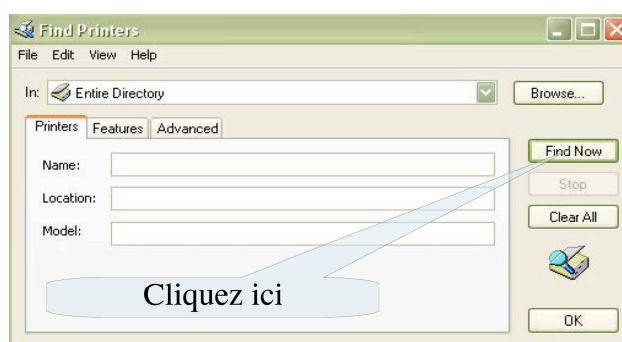 Find Printers
File Edit View Help
In: Entire Directory Browse...
Printers Features Advanced
Find Now
Name:
Stop
Location:
Clear All
Model:
Cliquez ici
OK